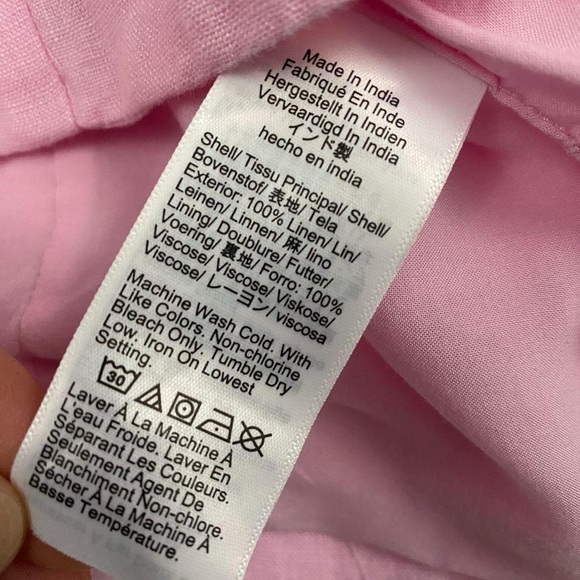 Made In India
Fabriqué En Inde
Hergestellt In Indien
Vervaardigd In Indien
インド製
hecho en india
Shell/ Tissu Principal/ Shell/
Bovenstof/ 表地/ Tela
Exterior: 100% Linen/ Lin/
Leinen/ Linnen/ 麻/ lino
Lining/ Doublure/ Futter/
Voering/ 裏地/ Forro: 100%
Viscose/ Viscose/ Viskose/
Viscose/ レーヨン/ viscosa
Machine Wash Cold. With
Like Colors. Non-chlorine
Bleach Only. Tumble Dry
Low. Iron On Lowest
Setting.
30
Laver À La Machine À
L'eau Froide. Laver En
Séparant Les Couleurs.
Seulement Agent De
Blanchiment Non-chlore.
Sécher À La Machine À
Basse Température.